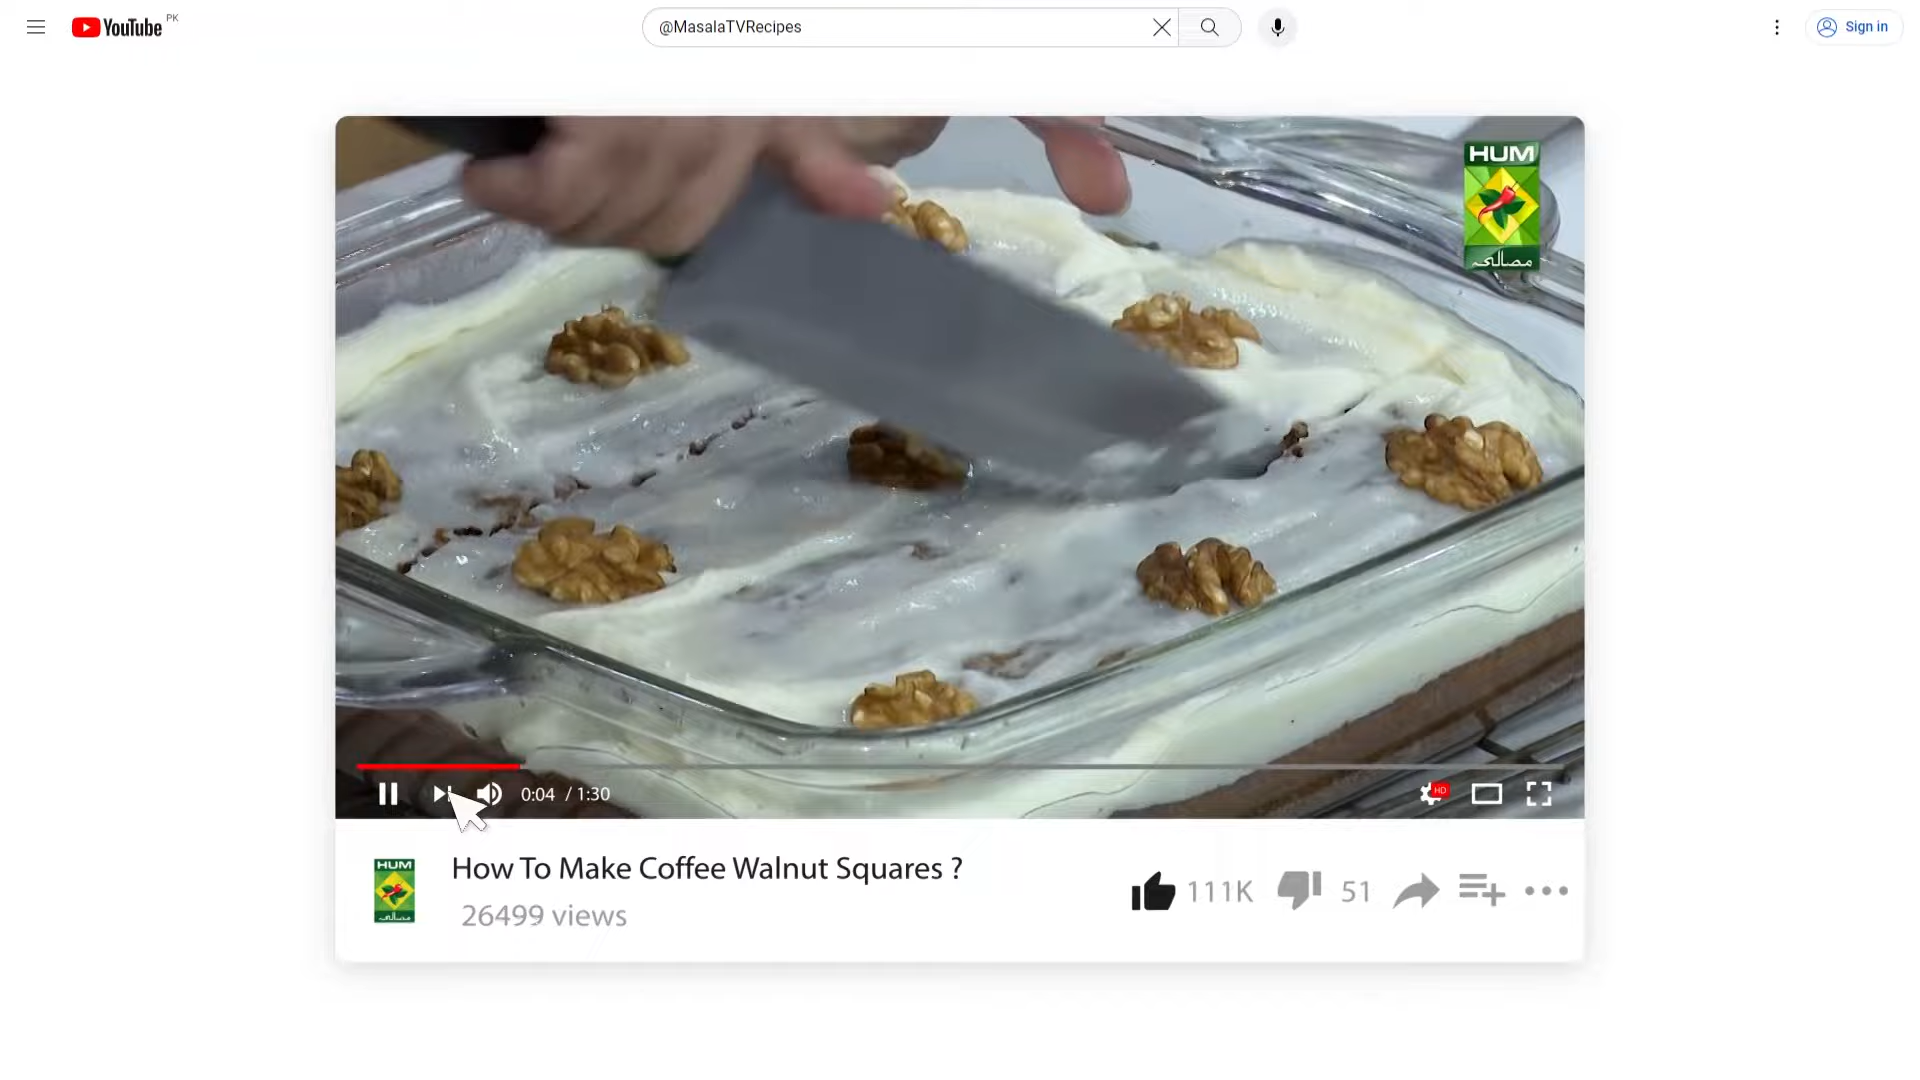 YouTube PK
@MasalaTVRecipes
Sign in
HUM
مصالحہ
0:04 / 1:30
HD
HUM
مصالحہ
How To Make Coffee Walnut Squares ?
26499 views
111K
51